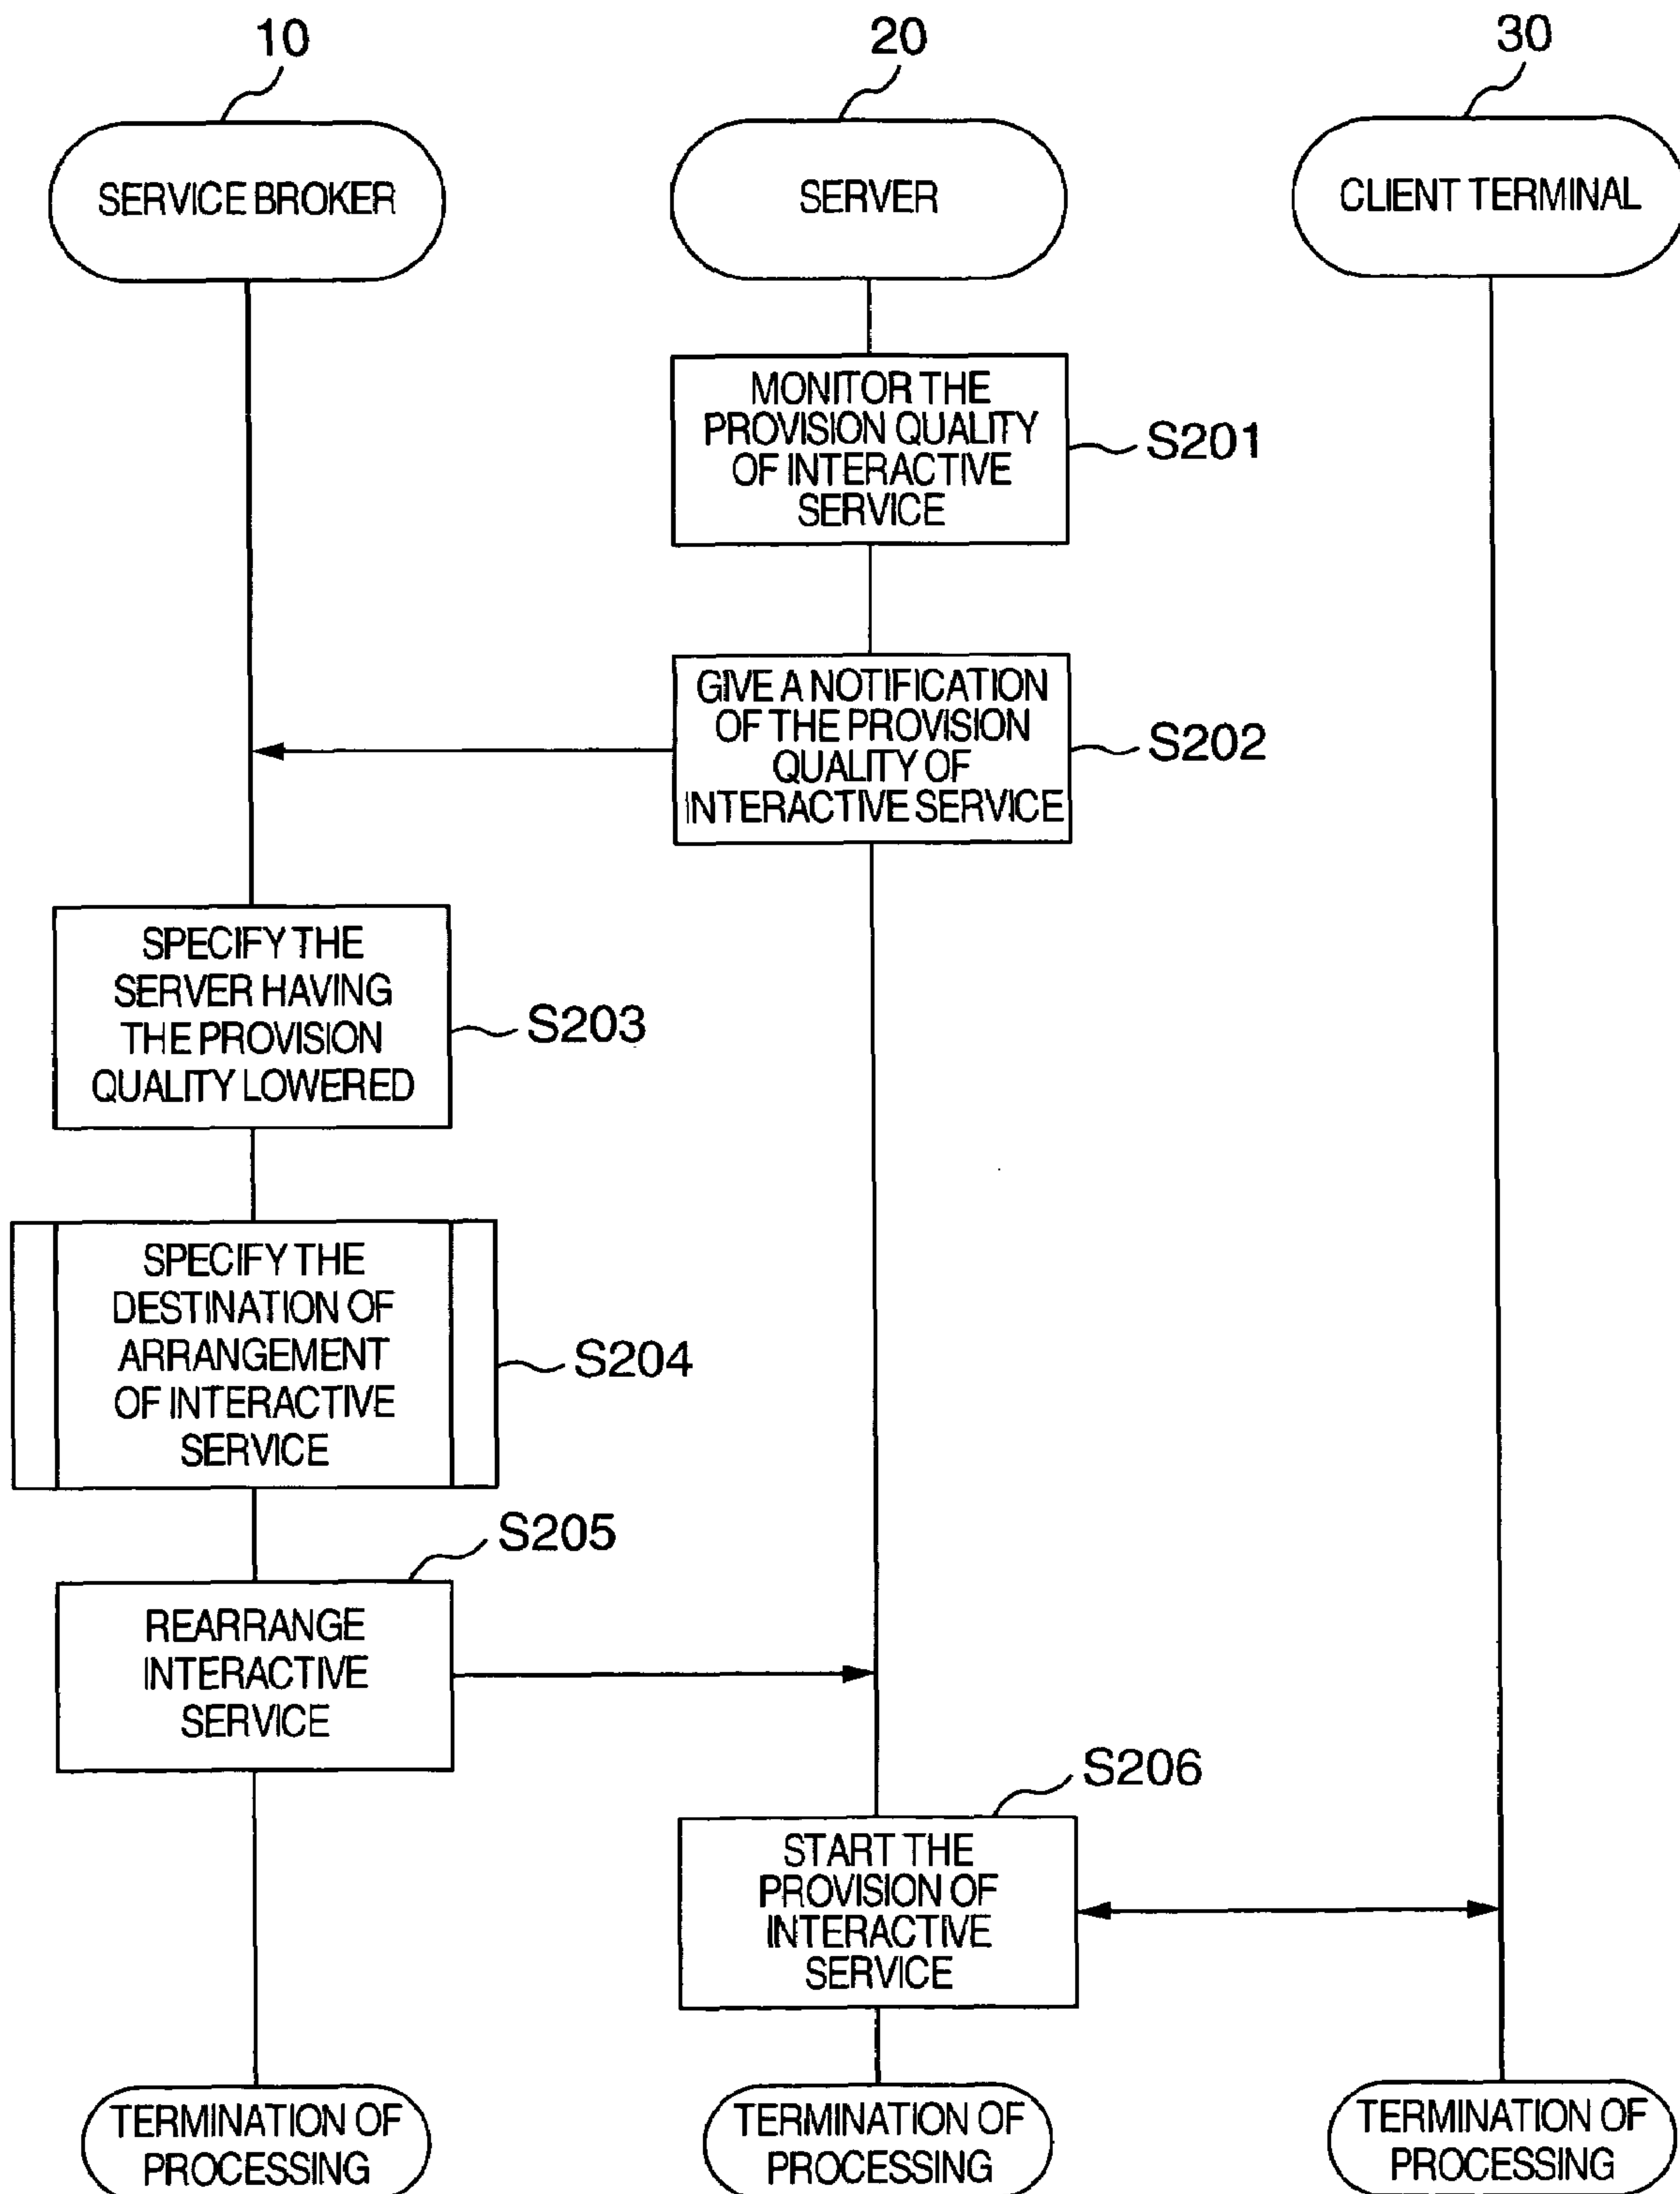 10
20
30
SERVICE BROKER
SERVER
CLIENT TERMINAL
MONITOR THE
PROVISION QUALITY
OF INTERACTIVE
SERVICE
S201
GIVE A NOTIFICATION
OF THE PROVISION
QUALITY OF
INTERACTIVE SERVICE
S202
SPECIFY THE
SERVER HAVING
THE PROVISION
QUALITY LOWERED
S203
SPECIFY THE
DESTINATION OF
ARRANGEMENT
OF INTERACTIVE
SERVICE
S204
S205
REARRANGE
INTERACTIVE
SERVICE
S206
START THE
PROVISION OF
INTERACTIVE
SERVICE
TERMINATION OF
PROCESSING
TERMINATION OF
PROCESSING
TERMINATION OF
PROCESSING